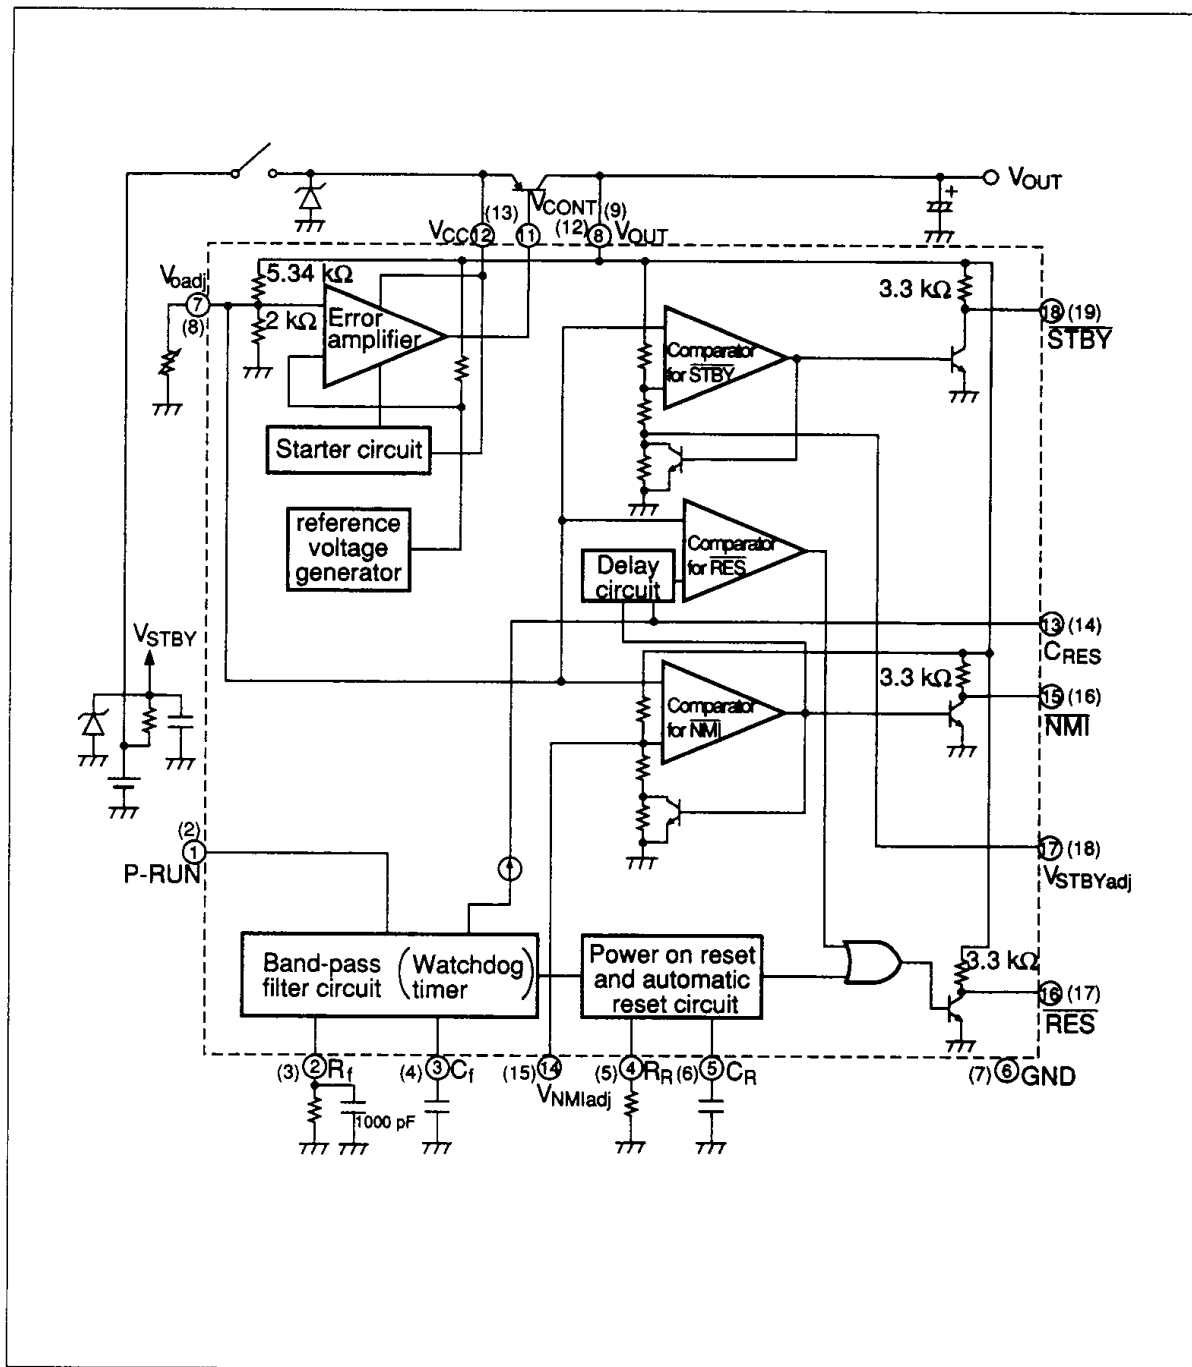 VOUT
VCONT
(13)
(12)
(9)
VCC
12
11
8
VOUT
Voadj
7
(8)
5.34 kΩ
2 kΩ
Error
amplifier
3.3 kΩ
18
(19)
STBY
Comparator
for STBY
Starter circuit
reference
voltage
generator
Comparator
for RES
Delay
circuit
13
(14)
CRES
VSTBY
3.3 kΩ
15
(16)
NMI
Comparator
for NMI
(2)
1
P-RUN
17
(18)
VSTBYadj
Band-pass
filter circuit
(Watchdog
timer)
Power on reset
and automatic
reset circuit
3.3 kΩ
16
(17)
RES
(3)
2
Rf
(4)
3
Cf
(15)
14
VNMIadj
(5)
4
RR
(6)
5
CR
(7)
6
GND
1000 pF